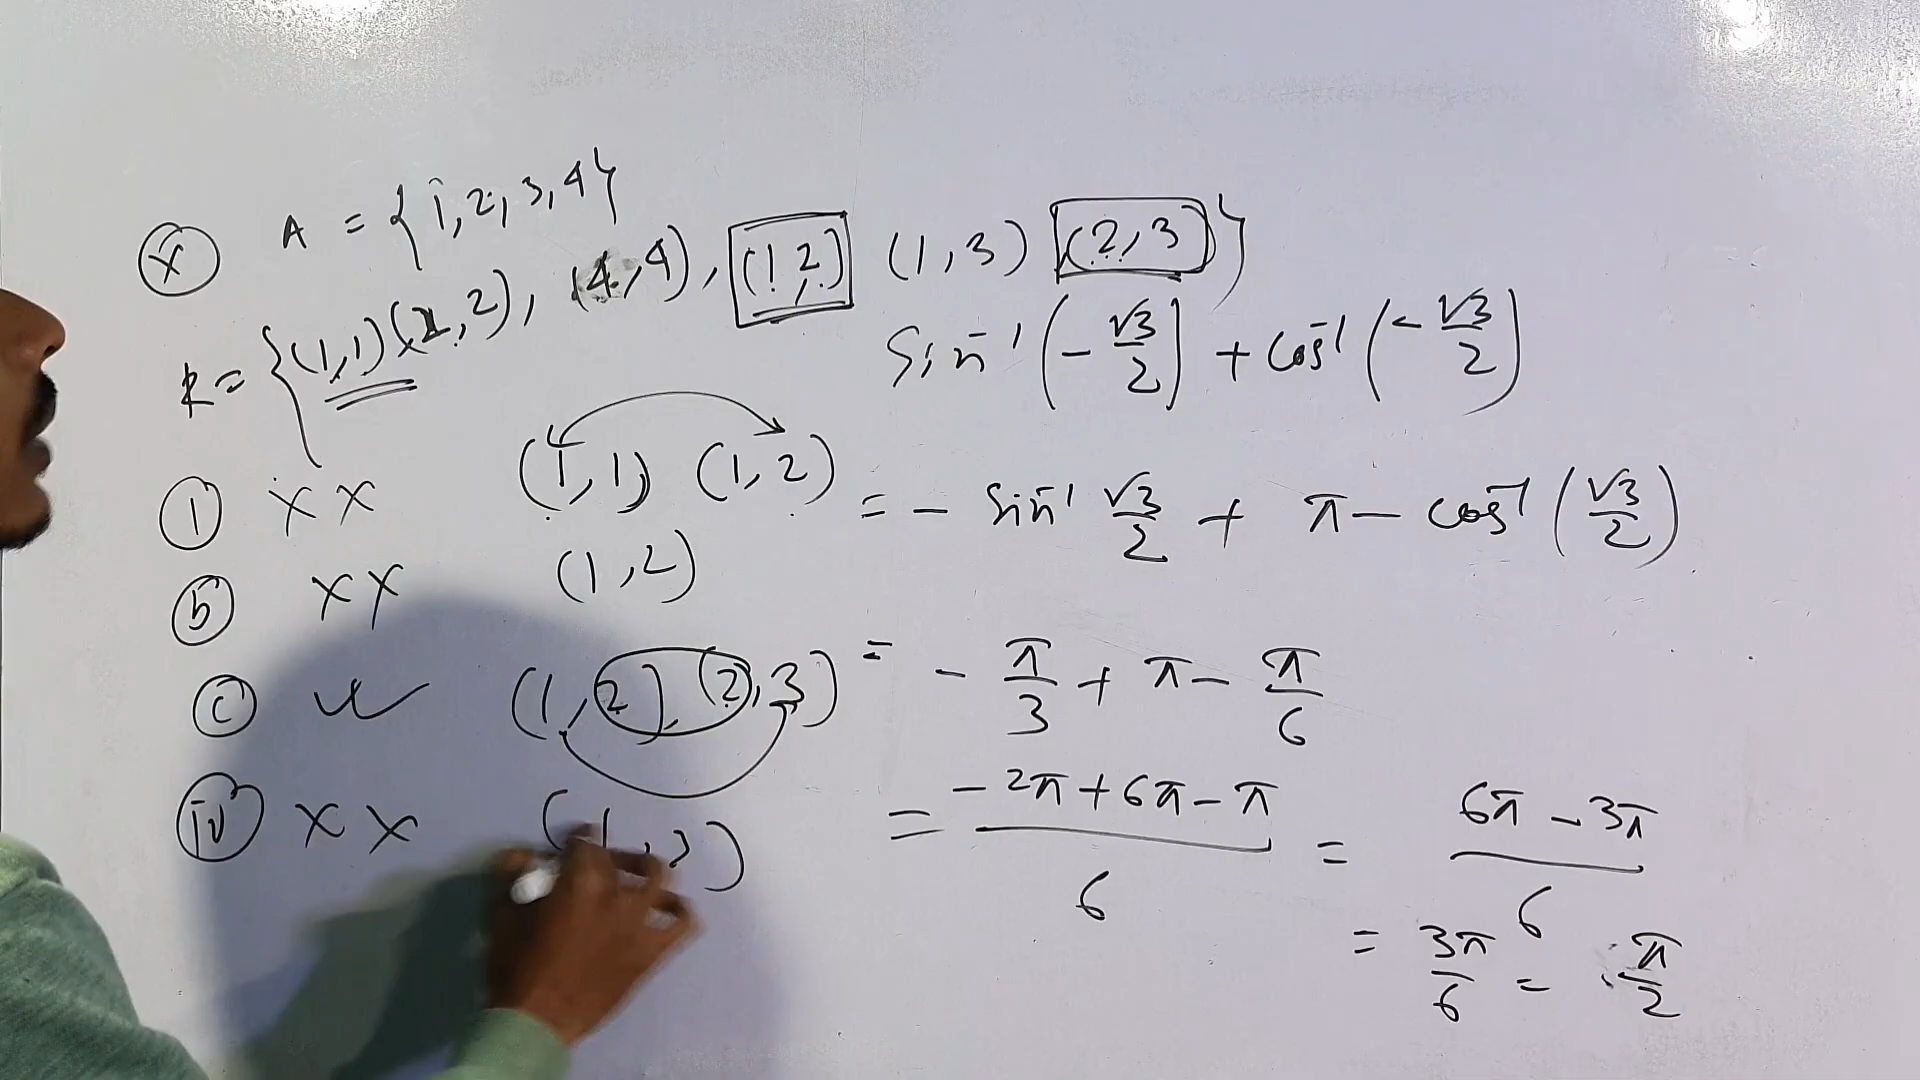 (x) A = {1, 2, 3, 4}
R = {(1,1)(2,2), (4,4), (1,2) (1,3) (2,3)}
① ×× (1,1) (1,2)
(1,2)
ⓑ ××
ⓒ (1,2), (2,3)
(iv) ××
Sin⁻¹(-√3/2) + Cos⁻¹(-√3/2)
= - Sin⁻¹ √3/2 + π - Cos⁻¹(√3/2)
= - π/3 + π - π/6
= (-2π + 6π - π)/6 = (6π - 3π)/6
= 3π/6 = π/2